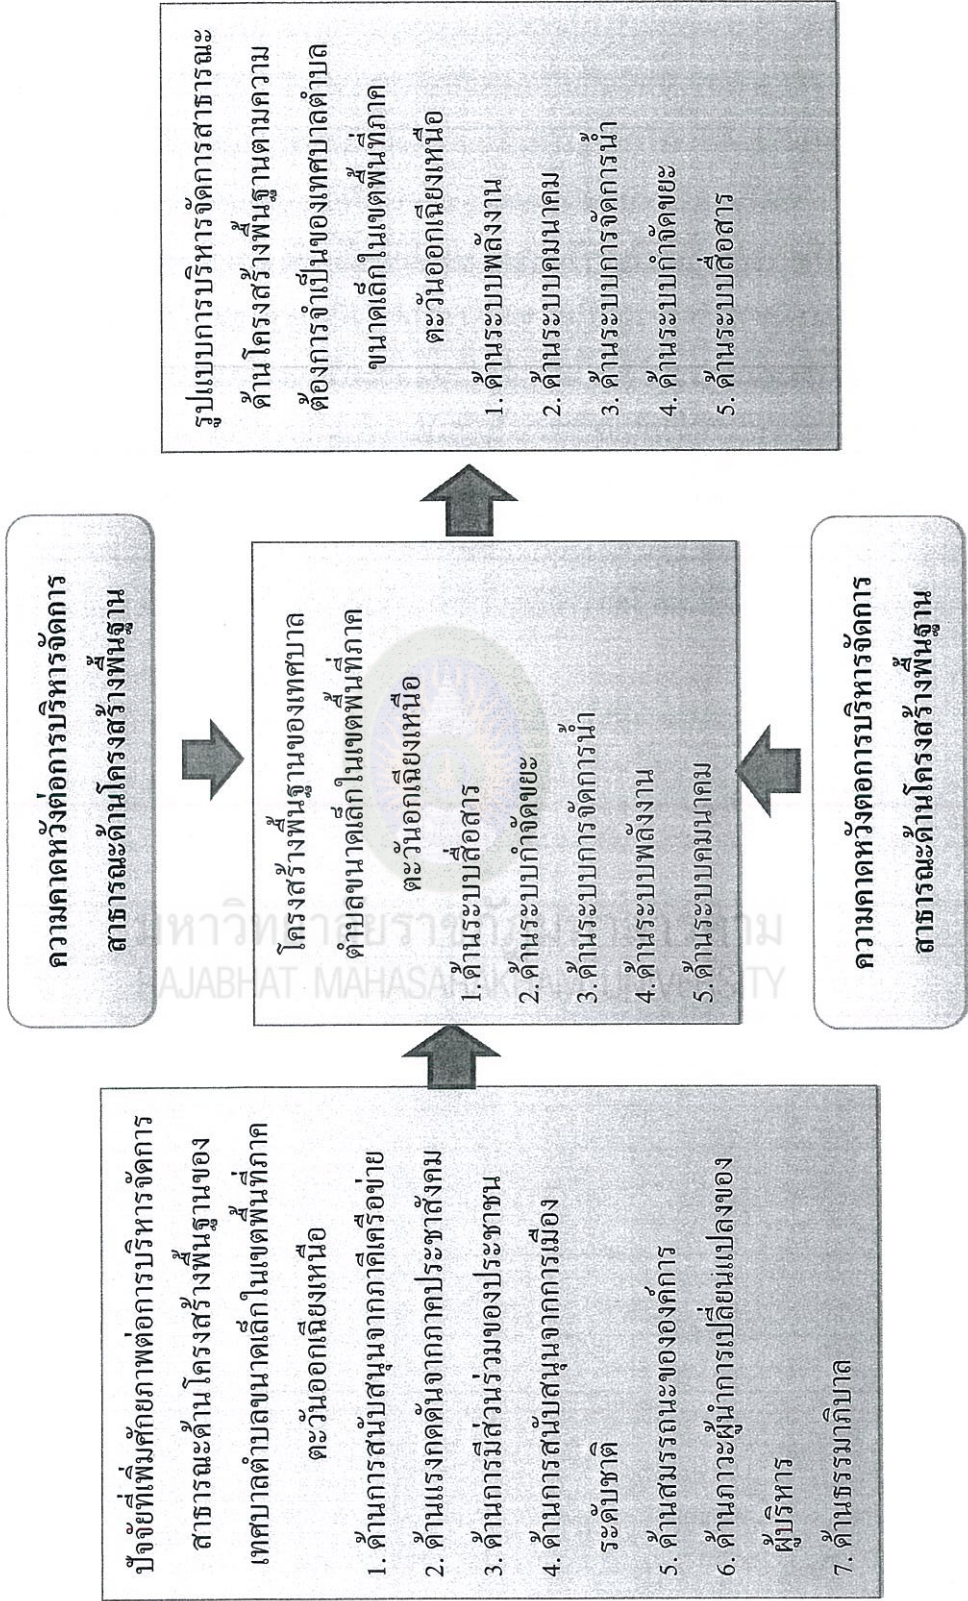 ปัจจัยที่เพิ่มศักยภาพต่อการบริหารจัดการ
สาธารณะด้านโครงสร้างพื้นฐานของ
เทศบาลตำบลขนาดเล็กในเขตพื้นที่ภาค
ตะวันออกเฉียงเหนือ
1. ด้านการสนับสนุนจากภาคีเครือข่าย
2. ด้านแรงกดดันจากภาคประชาสังคม
3. ด้านการมีส่วนร่วมของประชาชน
4. ด้านการสนับสนุนจากการเมือง
ระดับชาติ
5. ด้านสมรรถนะขององค์การ
6. ด้านภาวะผู้นำการเปลี่ยนแปลงของ
ผู้บริหาร
7. ด้านธรรมาภิบาล
ความคาดหวังต่อการบริหารจัดการ
สาธารณะด้านโครงสร้างพื้นฐาน
โครงสร้างพื้นฐานของเทศบาล
ตำบลขนาดเล็กในเขตพื้นที่ภาค
ตะวันอกเฉียงเหนือ
1.ด้านระบบสื่อสาร
2.ด้านระบบกำจัดขยะ
3.ด้านระบบการจัดการน้ำ
4.ด้านระบบพลังงาน
5.ด้านระบบคมนาคม
ความคาดหวังตอการบริหารจัดการ
สาธารณะด้านโครงสร้างพื้นฐาน
รูปแบบการบริหารจัดการสาธารณะ
ด้านโครงสร้างพื้นฐานตามความ
ต้องการจำเป็นของเทศบาลตำบล
ขนาดเล็กในเขตพื้นที่ภาค
ตะวันออกเฉียงเหนือ
1. ด้านระบบพลังงาน
2. ด้านระบบคมนาคม
3. ด้านระบบการจัดการน้ำ
4. ด้านระบบกำจัดขยะ
5. ด้านระบบสื่อสาร
RAJABHAT MAHASARAKHAM UNIVERSITY